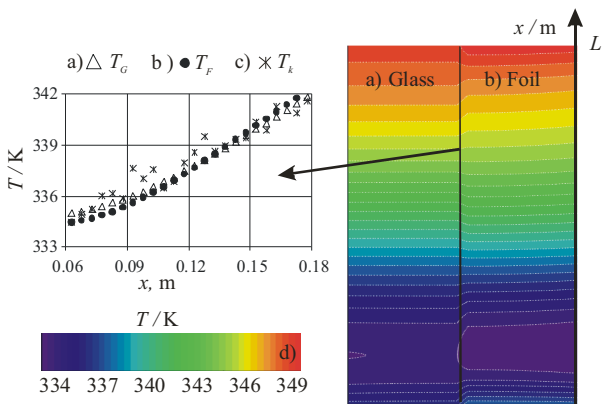 a) △ T_G b) ● T_F c) ⚹ T_k
342
339
336
333
T / K
0.06 0.09 0.12 0.15 0.18
x, m
T / K
d)
334 337 340 343 346 349
x / m
L
a) Glass b) Foil